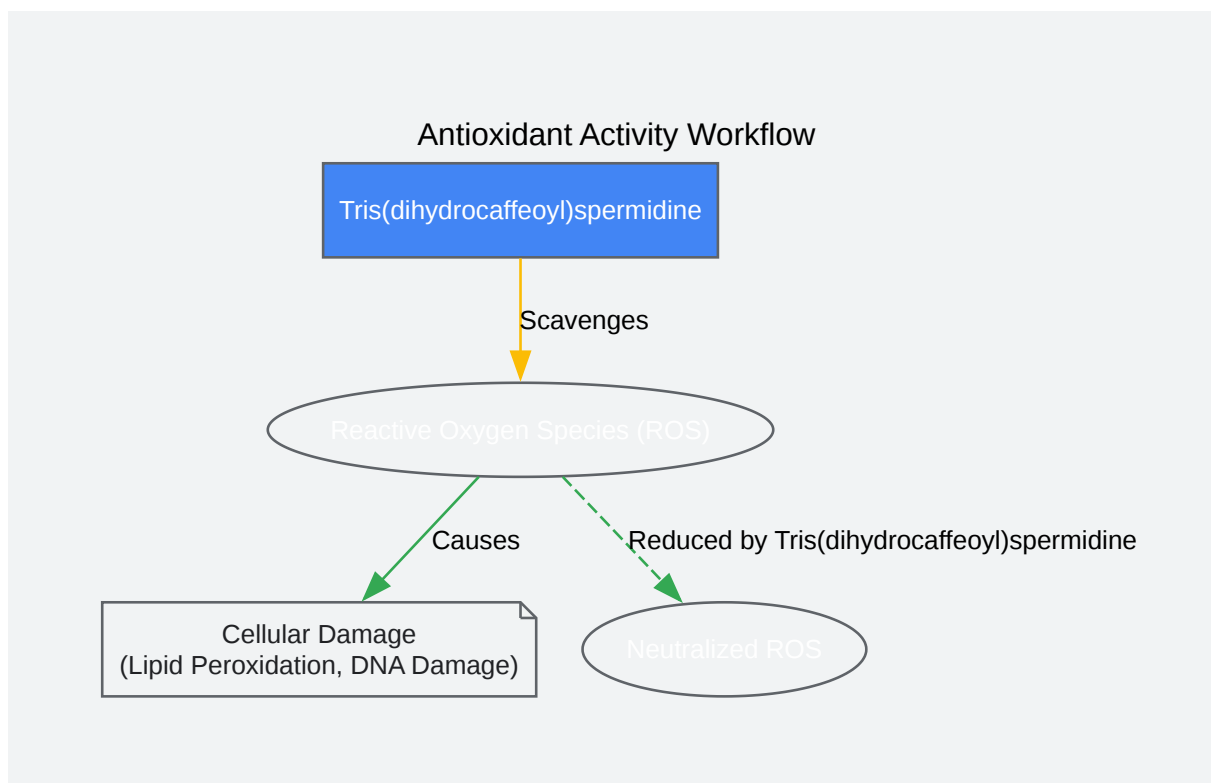 Antioxidant Activity Workflow
Tris(dihydrocaffeoyl)spermidine
Scavenges
Reactive Oxygen Species (ROS)
Causes
Reduced by Tris(dihydrocaffeoyl)spermidine
Cellular Damage
(Lipid Peroxidation, DNA Damage)
Neutralized ROS